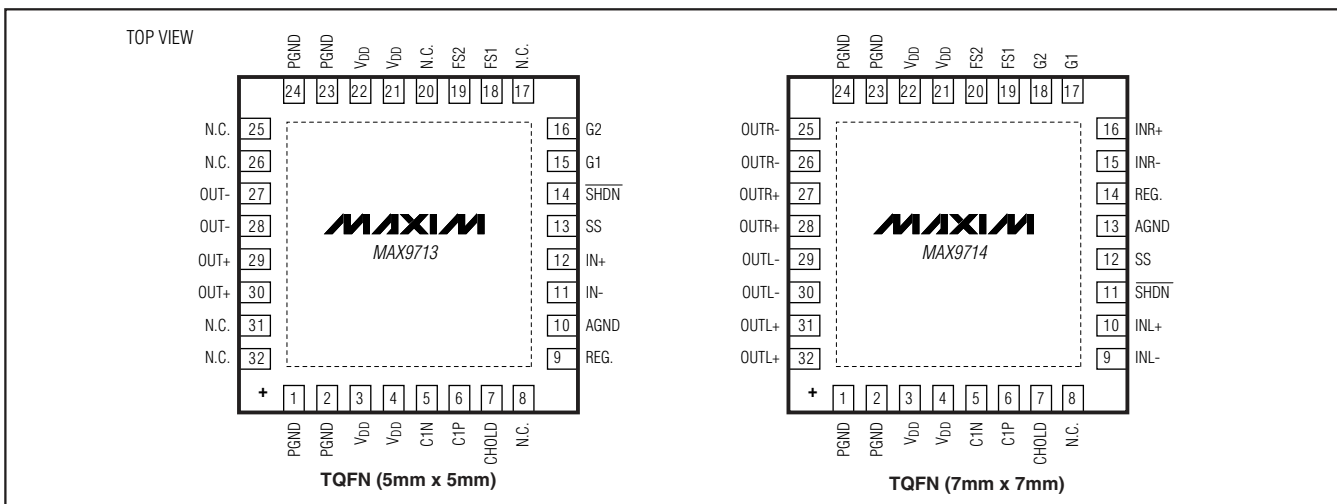 TOP VIEW
PGND PGND VDD VDD N.C. FS2 FS1 N.C.
24 23 22 21 20 19 18 17
N.C. 25
N.C. 26
OUT- 27
OUT- 28
OUT+ 29
OUT+ 30
N.C. 31
N.C. 32
MAXIM
MAX9713
16 G2
15 G1
14 SHDN
13 SS
12 IN+
11 IN-
10 AGND
9 REG.
+ 1 2 3 4 5 6 7 8
PGND PGND VDD VDD C1N C1P CHOLD N.C.
TQFN (5mm x 5mm)
PGND PGND VDD VDD FS2 FS1 G2 G1
24 23 22 21 20 19 18 17
OUTR- 25
OUTR- 26
OUTR+ 27
OUTR+ 28
OUTL- 29
OUTL- 30
OUTL+ 31
OUTL+ 32
MAXIM
MAX9714
16 INR+
15 INR-
14 REG.
13 AGND
12 SS
11 SHDN
10 INL+
9 INL-
+ 1 2 3 4 5 6 7 8
PGND PGND VDD VDD C1N C1P CHOLD N.C.
TQFN (7mm x 7mm)